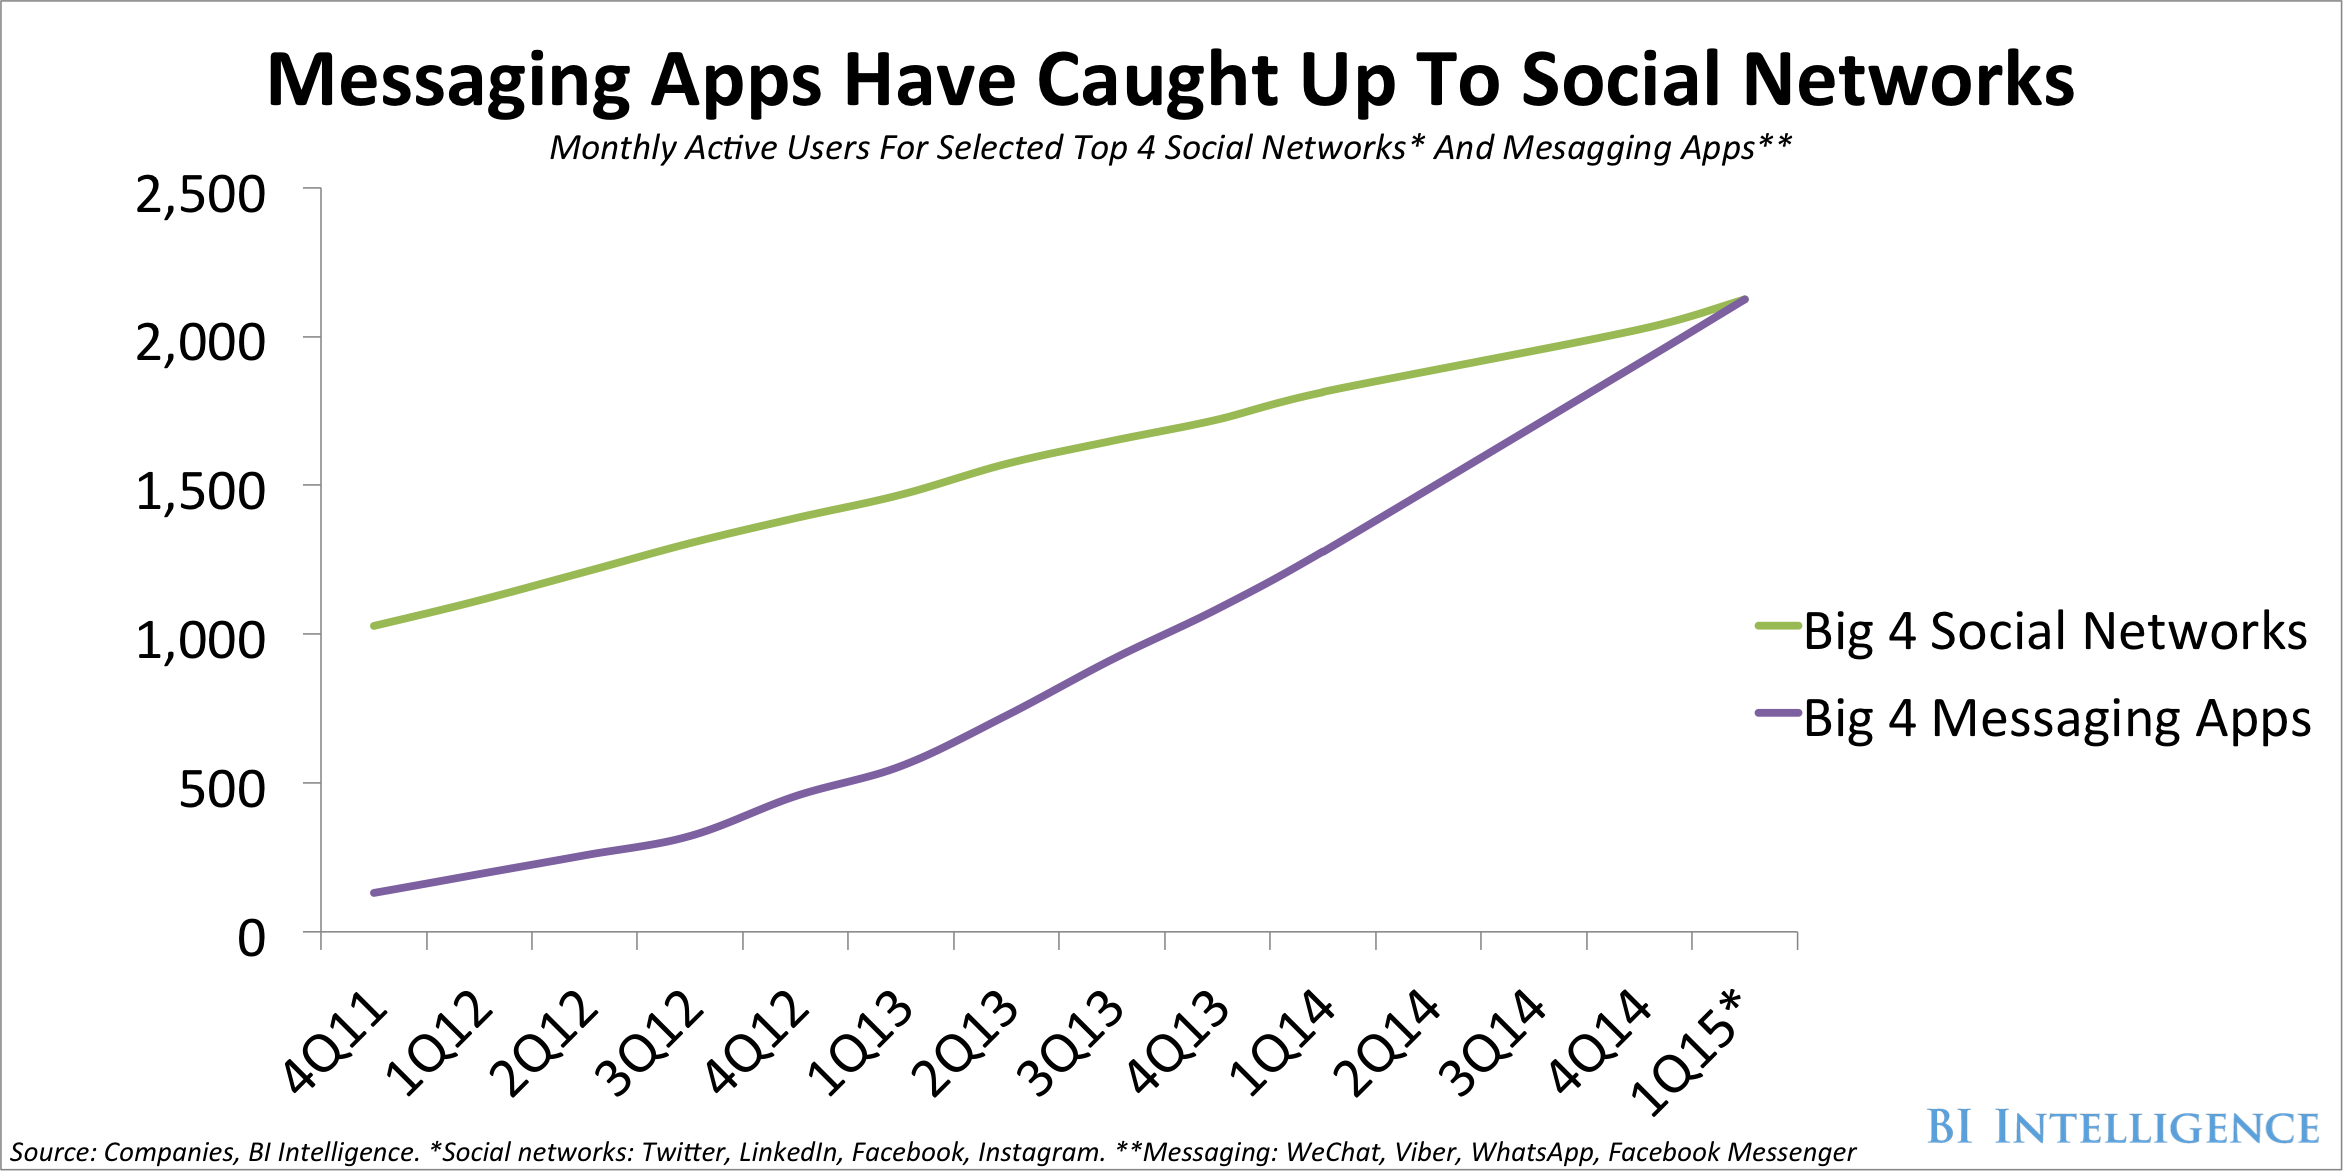 Messaging Apps Have Caught Up To Social Networks
Monthly Active Users For Selected Top 4 Social Networks* And Mesagging Apps**
2,500
2,000
1,500
1,000
500
0
Big 4 Social Networks
Big 4 Messaging Apps
4Q11
1Q12
2Q12
3Q12
4Q12
1Q13
2Q13
3Q13
4Q13
1Q14
2Q14
3Q14
4Q14
1Q15*
BI INTELLIGENCE
Source: Companies, BI Intelligence. *Social networks: Twitter, LinkedIn, Facebook, Instagram. **Messaging: WeChat, Viber, WhatsApp, Facebook Messenger